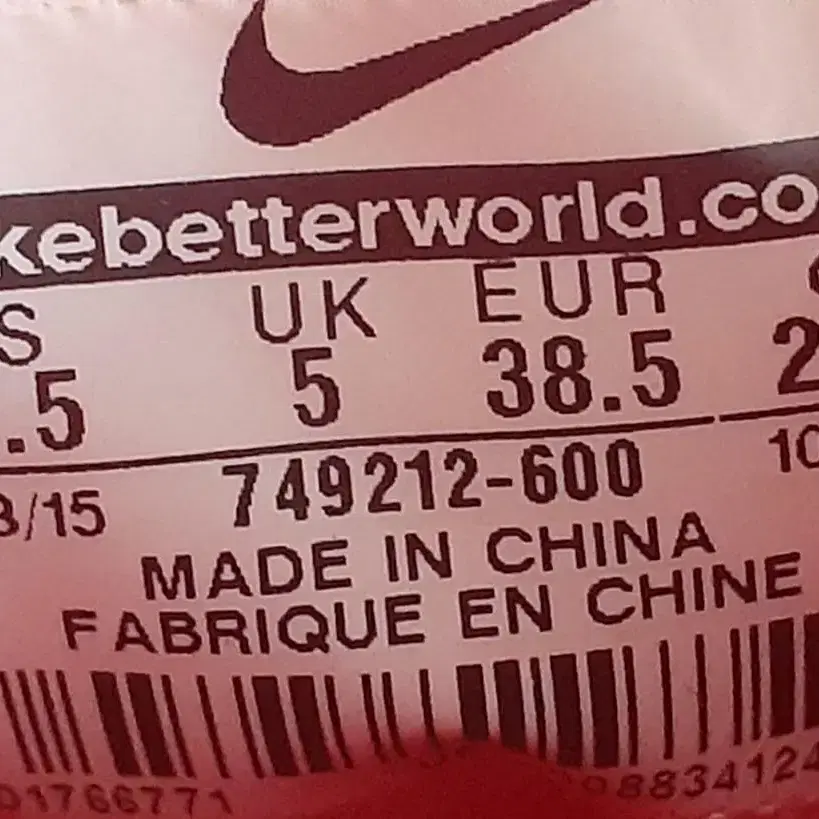 kebetterworld.co
S UK EUR
.5 5 38.5 2
3/15 749212-600 10
MADE IN CHINA
FABRIQUE EN CHINE
01766771 08834124